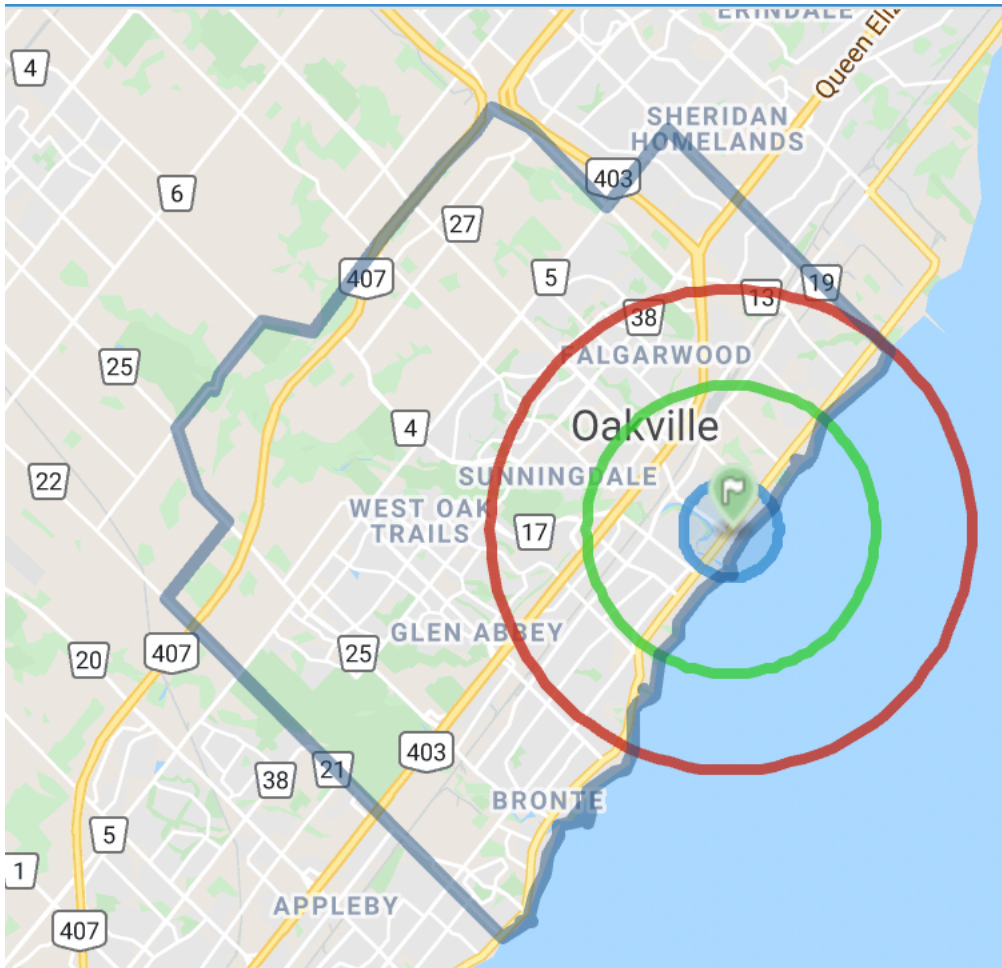 ERINDALE
Queen Eliz
4
SHERIDAN
HOMELANDS
403
6
27
407
5
19
13
38
FALGARWOOD
25
4
Oakville
SUNNINGDALE
22
WEST OAK
TRAILS
17
GLEN ABBEY
407
25
20
403
21
38
BRONTE
5
1
APPLEBY
407